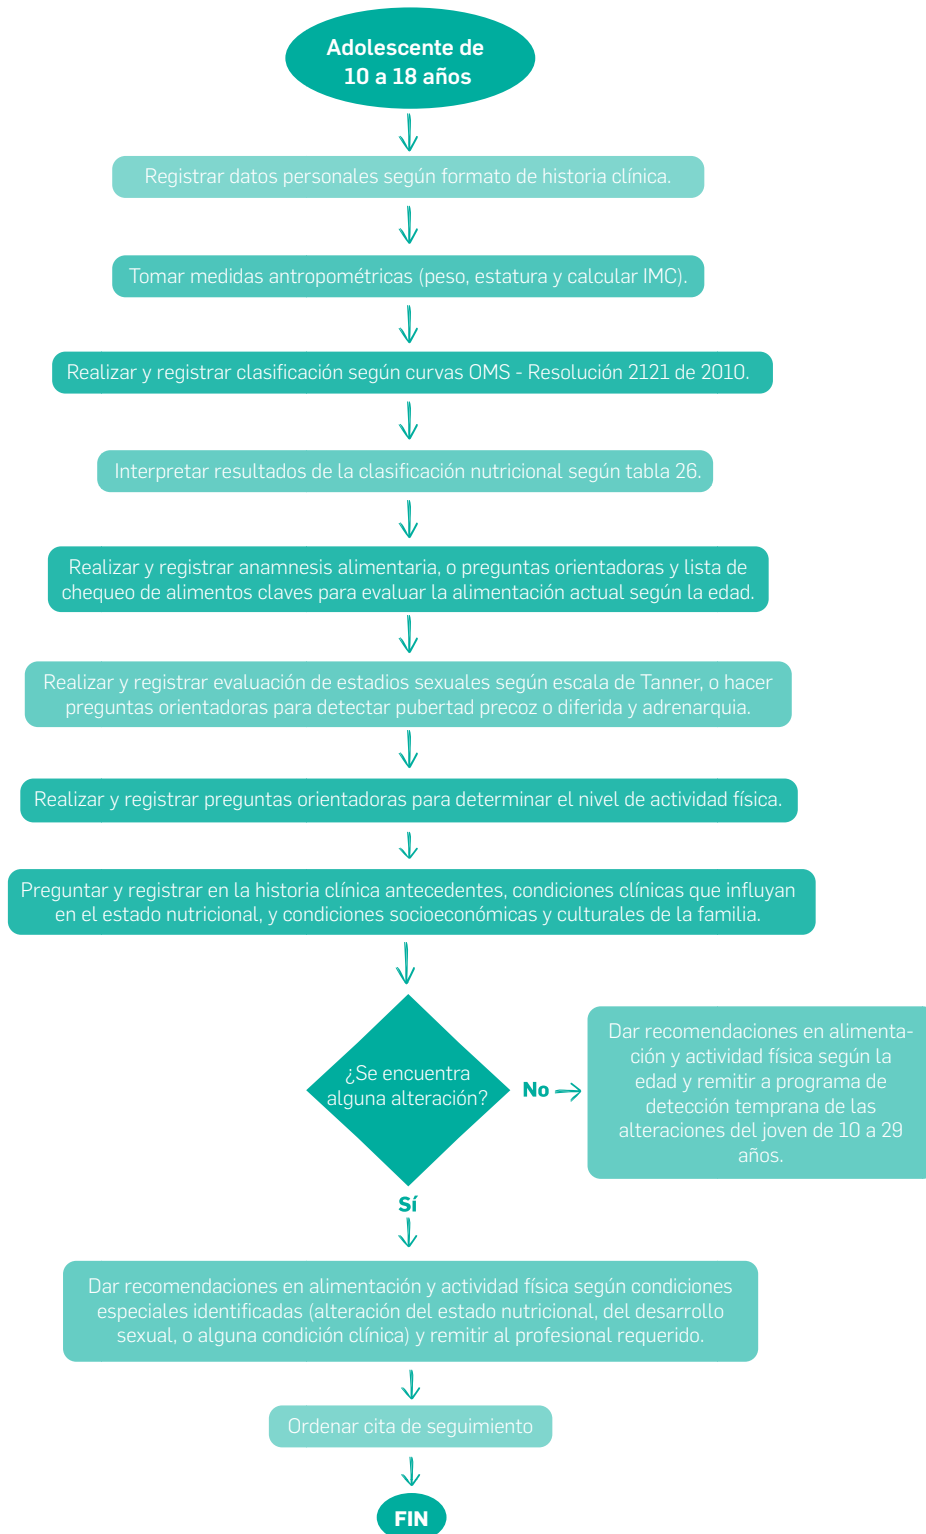 Adolescente de
10 a 18 años
Registrar datos personales según formato de historia clínica.
Tomar medidas antropométricas (peso, estatura y calcular IMC).
Realizar y registrar clasificación según curvas OMS - Resolución 2121 de 2010.
Interpretar resultados de la clasificación nutricional según tabla 26.
Realizar y registrar anamnesis alimentaria, o preguntas orientadoras y lista de
chequeo de alimentos claves para evaluar la alimentación actual según la edad.
Realizar y registrar evaluación de estadios sexuales según escala de Tanner, o hacer
preguntas orientadoras para detectar pubertad precoz o diferida y adrenarquia.
Realizar y registrar preguntas orientadoras para determinar el nivel de actividad física.
Preguntar y registrar en la historia clínica antecedentes, condiciones clínicas que influyan
en el estado nutricional, y condiciones socioeconómicas y culturales de la familia.
¿Se encuentra
alguna alteración?
No
Dar recomendaciones en alimenta-
ción y actividad física según la
edad y remitir a programa de
detección temprana de las
alteraciones del joven de 10 a 29
años.
Sí
Dar recomendaciones en alimentación y actividad física según condiciones
especiales identificadas (alteración del estado nutricional, del desarrollo
sexual, o alguna condición clínica) y remitir al profesional requerido.
Ordenar cita de seguimiento
FIN